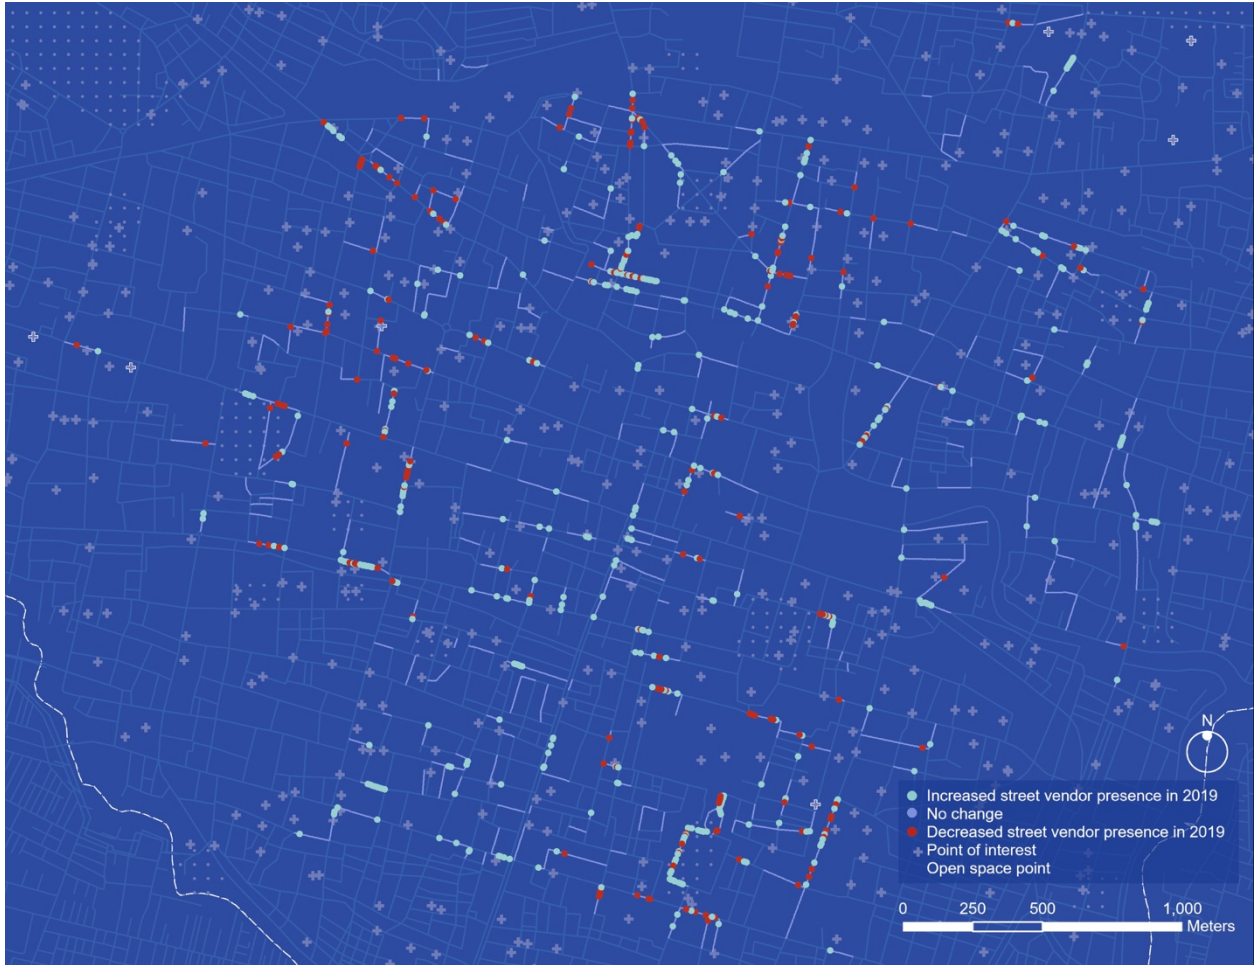 N
Increased street vendor presence in 2019
No change
Decreased street vendor presence in 2019
Point of interest
Open space point
0 250 500 1,000
Meters